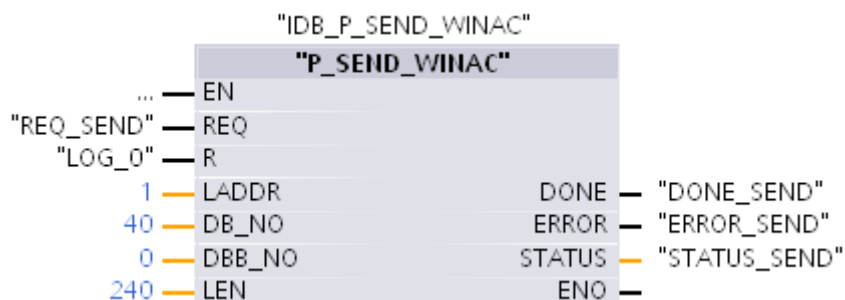 "IDB_P_SEND_WINAC"
"P_SEND_WINAC"
... EN
"REQ_SEND" REQ
"LOG_0" R
1 LADDR DONE "DONE_SEND"
40 DB_NO ERROR "ERROR_SEND"
0 DBB_NO STATUS "STATUS_SEND"
240 LEN ENO